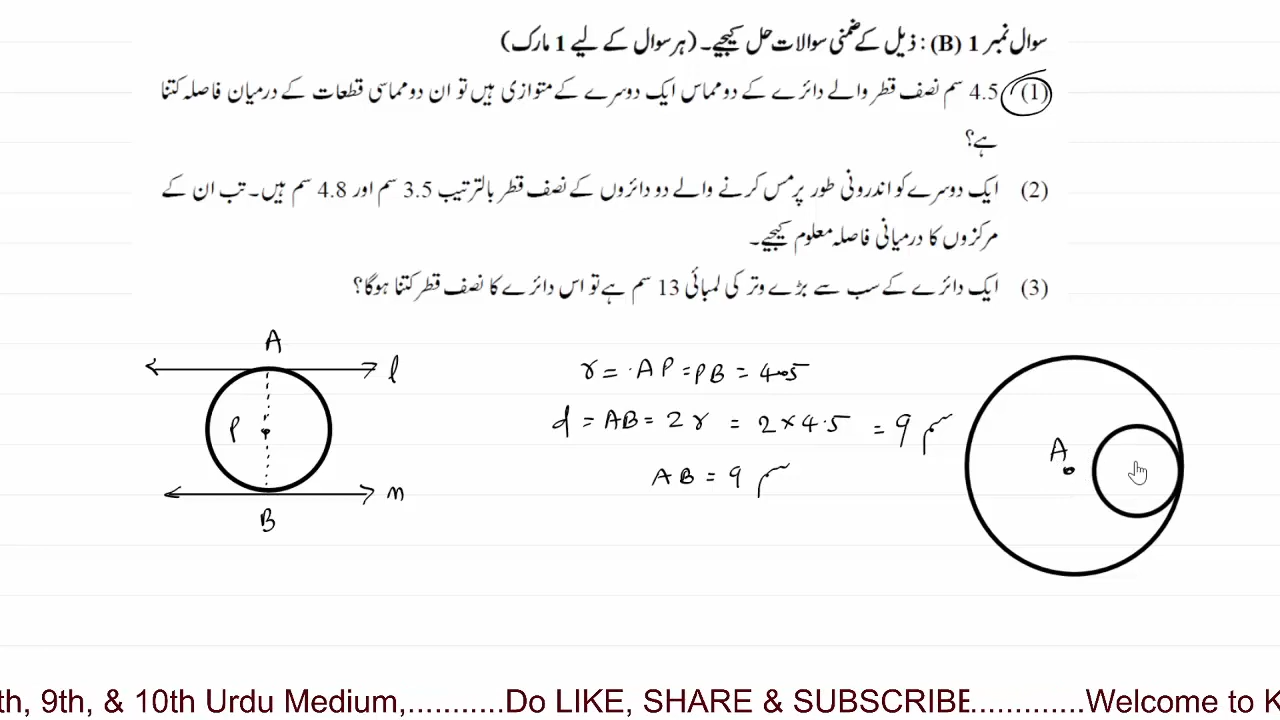 سوال نمبر 1 (B) : ذیل کے ضمنی سوالات حل کیجیے۔ (ہر سوال کے لیے 1 مارک)
(1) 4.5 سم نصف قطر والے دائرے کے دو مماس ایک دوسرے کے متوازی ہیں تو ان دو مماسی قطعات کے درمیان فاصلہ کتنا
ہے؟
(2) ایک دوسرے کو اندرونی طور پر مس کرنے والے دو دائروں کے نصف قطر بالترتیب 3.5 سم اور 4.8 سم ہیں۔ تب ان کے
مرکزوں کا درمیانی فاصلہ معلوم کیجیے۔
(3) ایک دائرے کے سب سے بڑے وتر کی لمبائی 13 سم ہے تو اس دائرے کا نصف قطر کتنا ہوگا؟
A
l
P
m
B
r = AP = PB = 4.5
d = AB = 2r = 2 × 4.5 = 9 سم
AB = 9 سم
A
th, 9th, & 10th Urdu Medium,...........Do LIKE, SHARE & SUBSCRIBE.............Welcome to K